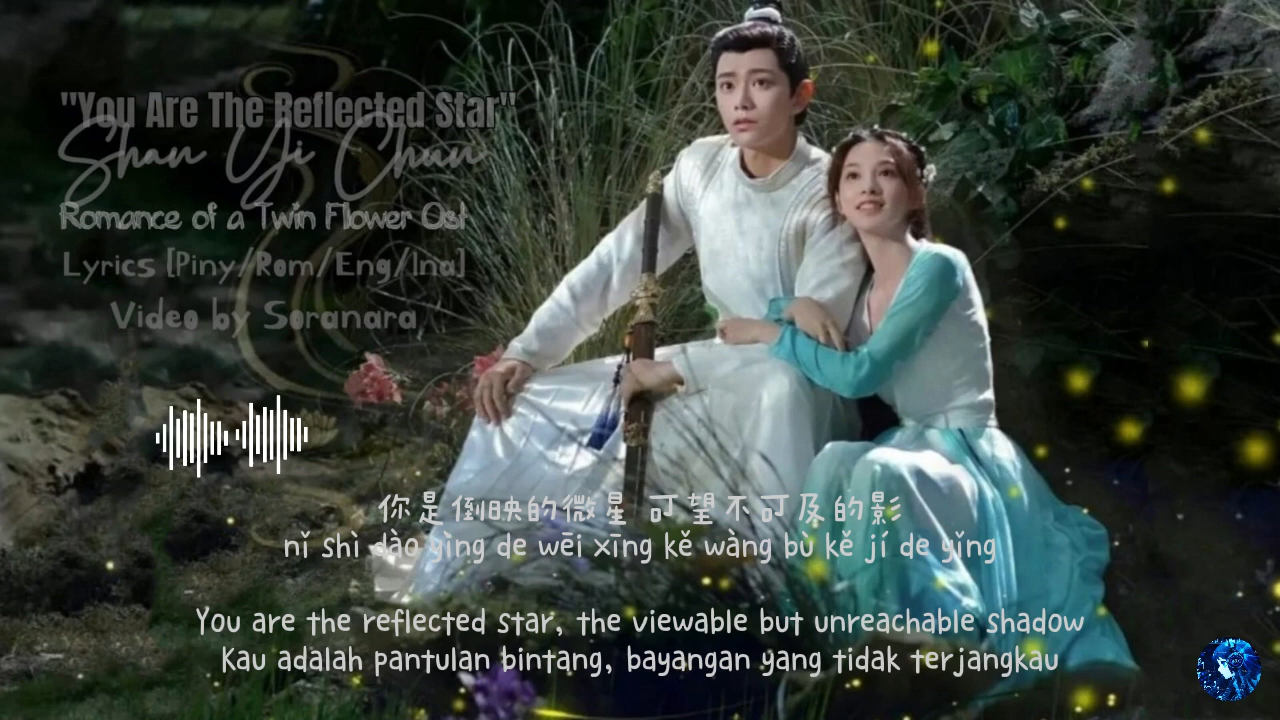 "You Are The Reflected Star"
Shan Yi Chun
Romance of a Twin Flower Ost
Lyrics [Piny/Rom/Eng/Ina]
Video by Soranara
你是倒映的微星 可望不可及的影
nǐ shì dào yìng de wēi xīng kě wàng bù kě jí de yǐng
You are the reflected star, the viewable but unreachable shadow
Kau adalah pantulan bintang, bayangan yang tidak terjangkau